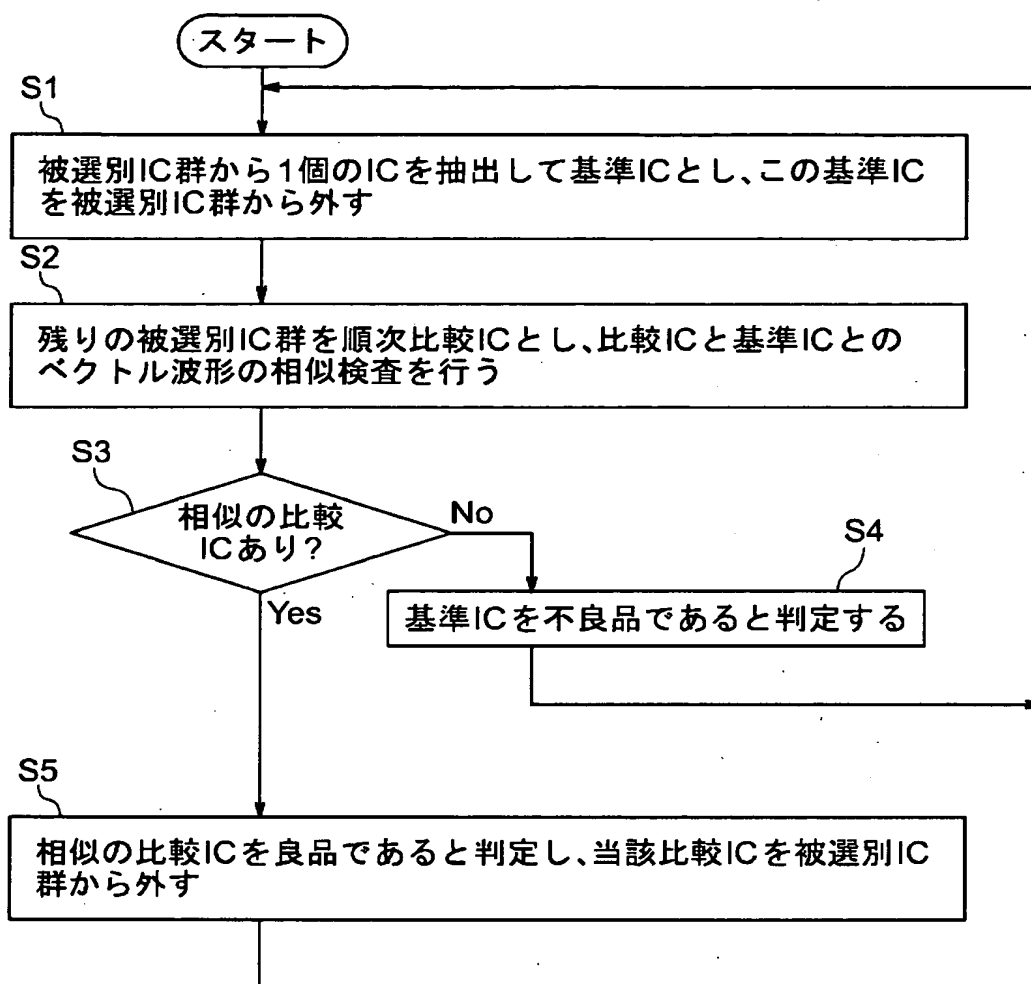 スタート
S1
被選別IC群から1個のICを抽出して基準ICとし、この基準IC
を被選別IC群から外す
S2
残りの被選別IC群を順次比較ICとし、比較ICと基準ICとの
ベクトル波形の相似検査を行う
S3
相似の比較
ICあり?
No
S4
Yes
基準ICを不良品であると判定する
S5
相似の比較ICを良品であると判定し、当該比較ICを被選別IC
群から外す